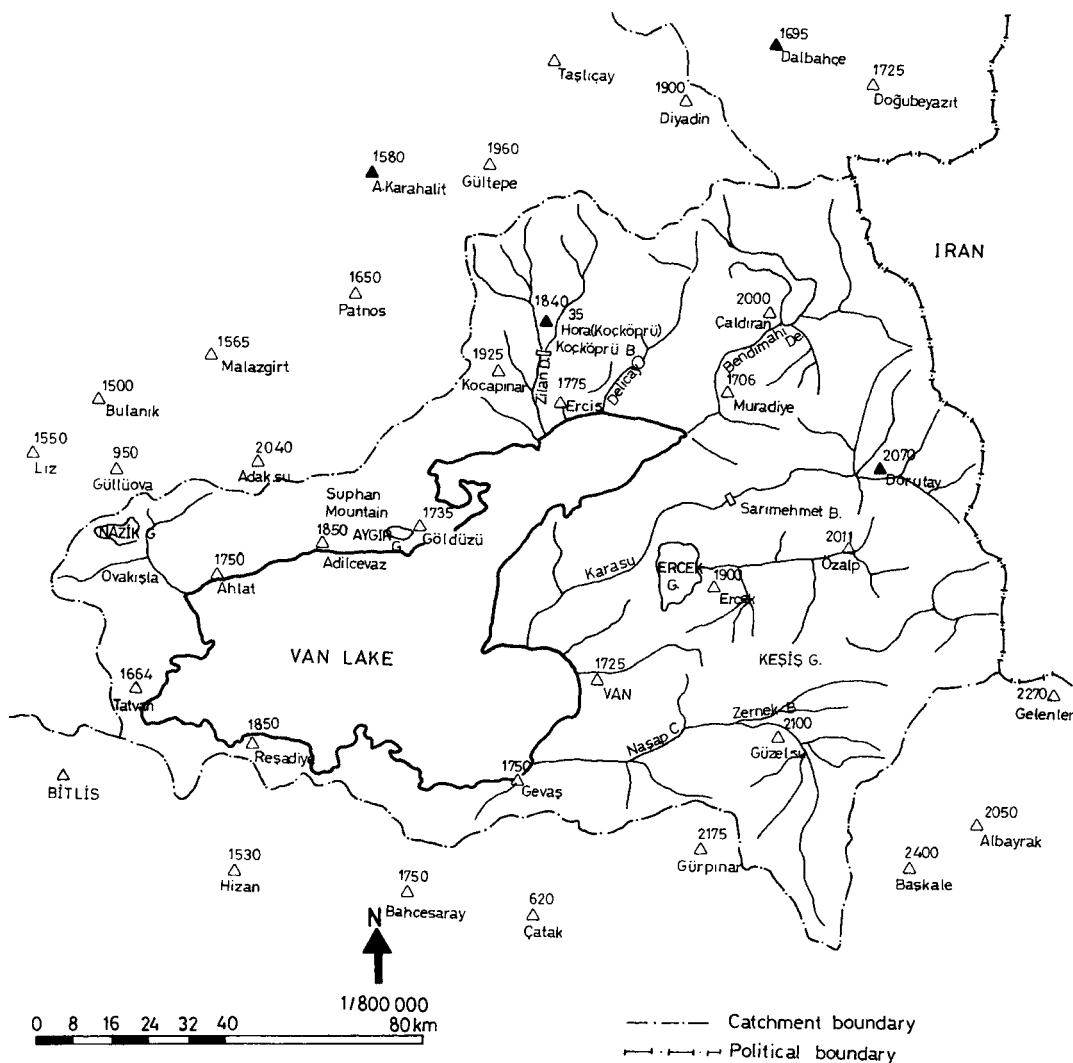 1695
Dalbahçe
Taşlıçay
1725
Doğubeyazıt
1900
Diyadin
1580
A.Karahalit
1960
Gültepe
IRAN
1650
Patnos
1840
35
Hora(Koçköprü)
Koçköprü B
2000
Çaldıran
Bendimahi De.
1565
Malazgirt
1925
Kocapınar
Zilan D.
1775
Erciş
Deliçay
1706
Muradiye
1500
Bulanık
1550
Lız
950
Güllüova
2040
Adaksu
2070
Dorutay
Suphan
Mountain
1735
Göldüzü
AYGIR
G.
1850
Adilcevaz
Sarımehmet B.
NAZİK G.
Ovakışla
1750
Ahlat
Karasu
ERCEK
G.
1900
Erçek
2011
Özalp
VAN LAKE
KEŞİŞ G.
1725
VAN
1664
Tatvan
2270
Gelenler
Zernek B.
2100
Güzelsu
Naşap Ç.
1850
Reşadiye
BİTLİS
1750
Gevaş
2050
Albayrak
2175
Gürpınar
2400
Başkale
1530
Hizan
1750
Bahcesaray
620
Çatak
N
1/800 000
0 8 16 24 32 40 80 km
Catchment boundary
Political boundary